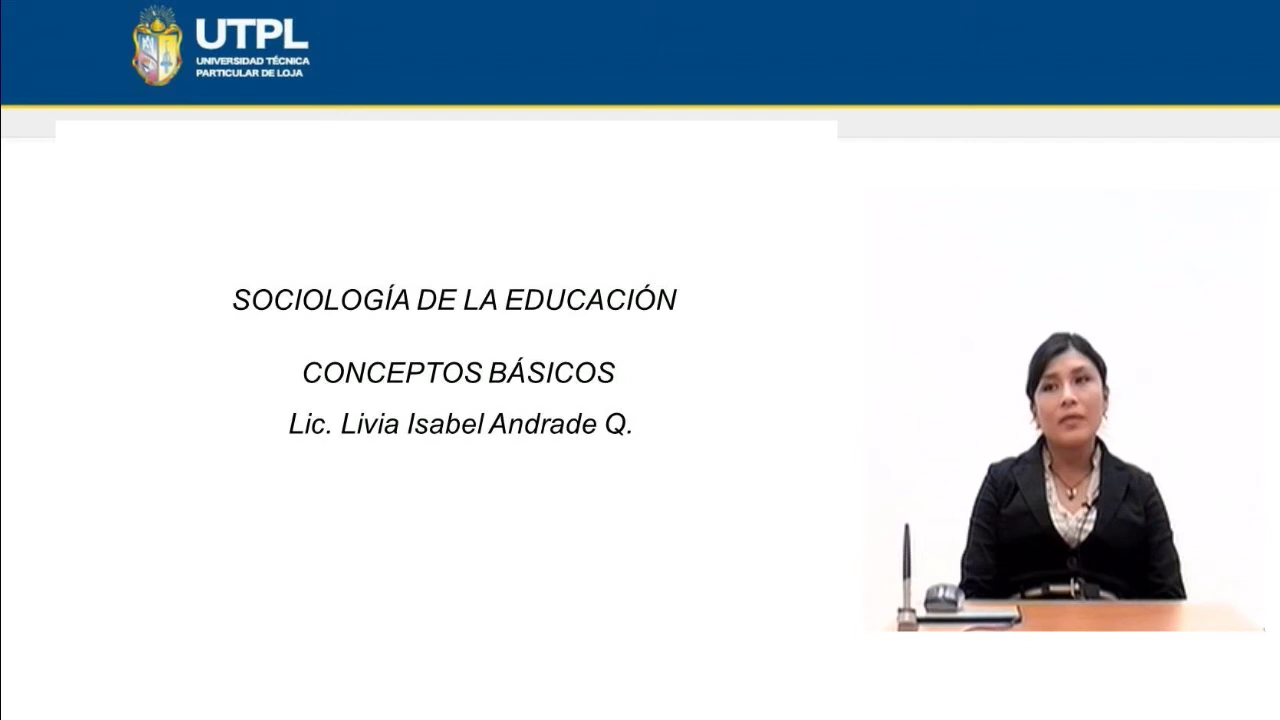 UTPL
UNIVERSIDAD TÉCNICA
PARTICULAR DE LOJA
SOCIOLOGÍA DE LA EDUCACIÓN
CONCEPTOS BÁSICOS
Lic. Livia Isabel Andrade Q.